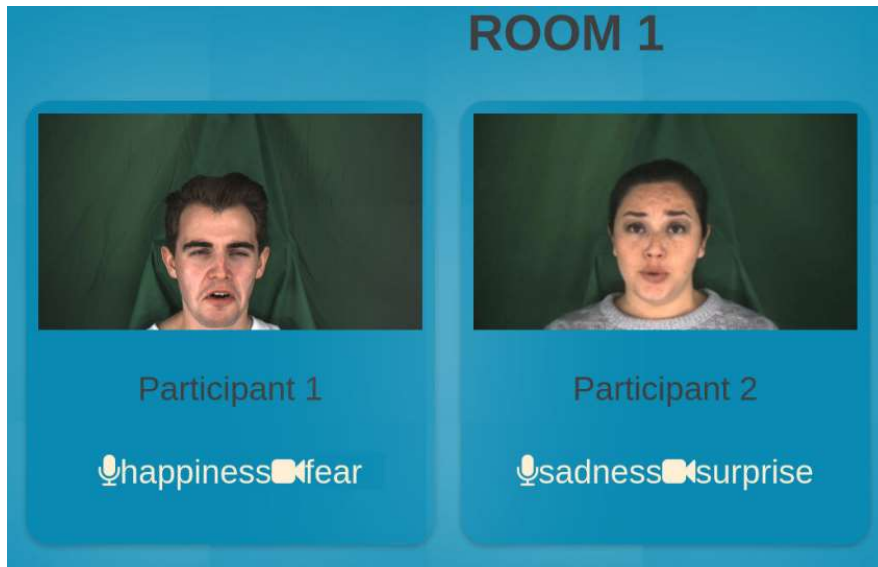 ROOM 1
Participant 1
Participant 2
happiness fear
sadness surprise